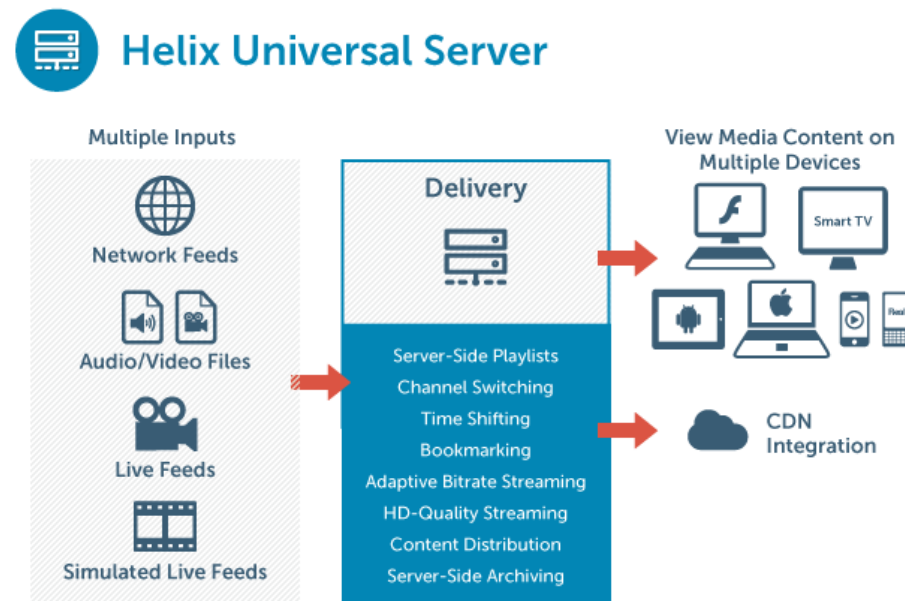 Helix Universal Server
Multiple Inputs
Network Feeds
Audio/Video Files
Live Feeds
Simulated Live Feeds
Delivery
Server-Side Playlists
Channel Switching
Time Shifting
Bookmarking
Adaptive Bitrate Streaming
HD-Quality Streaming
Content Distribution
Server-Side Archiving
View Media Content on
Multiple Devices
Smart TV
CDN
Integration